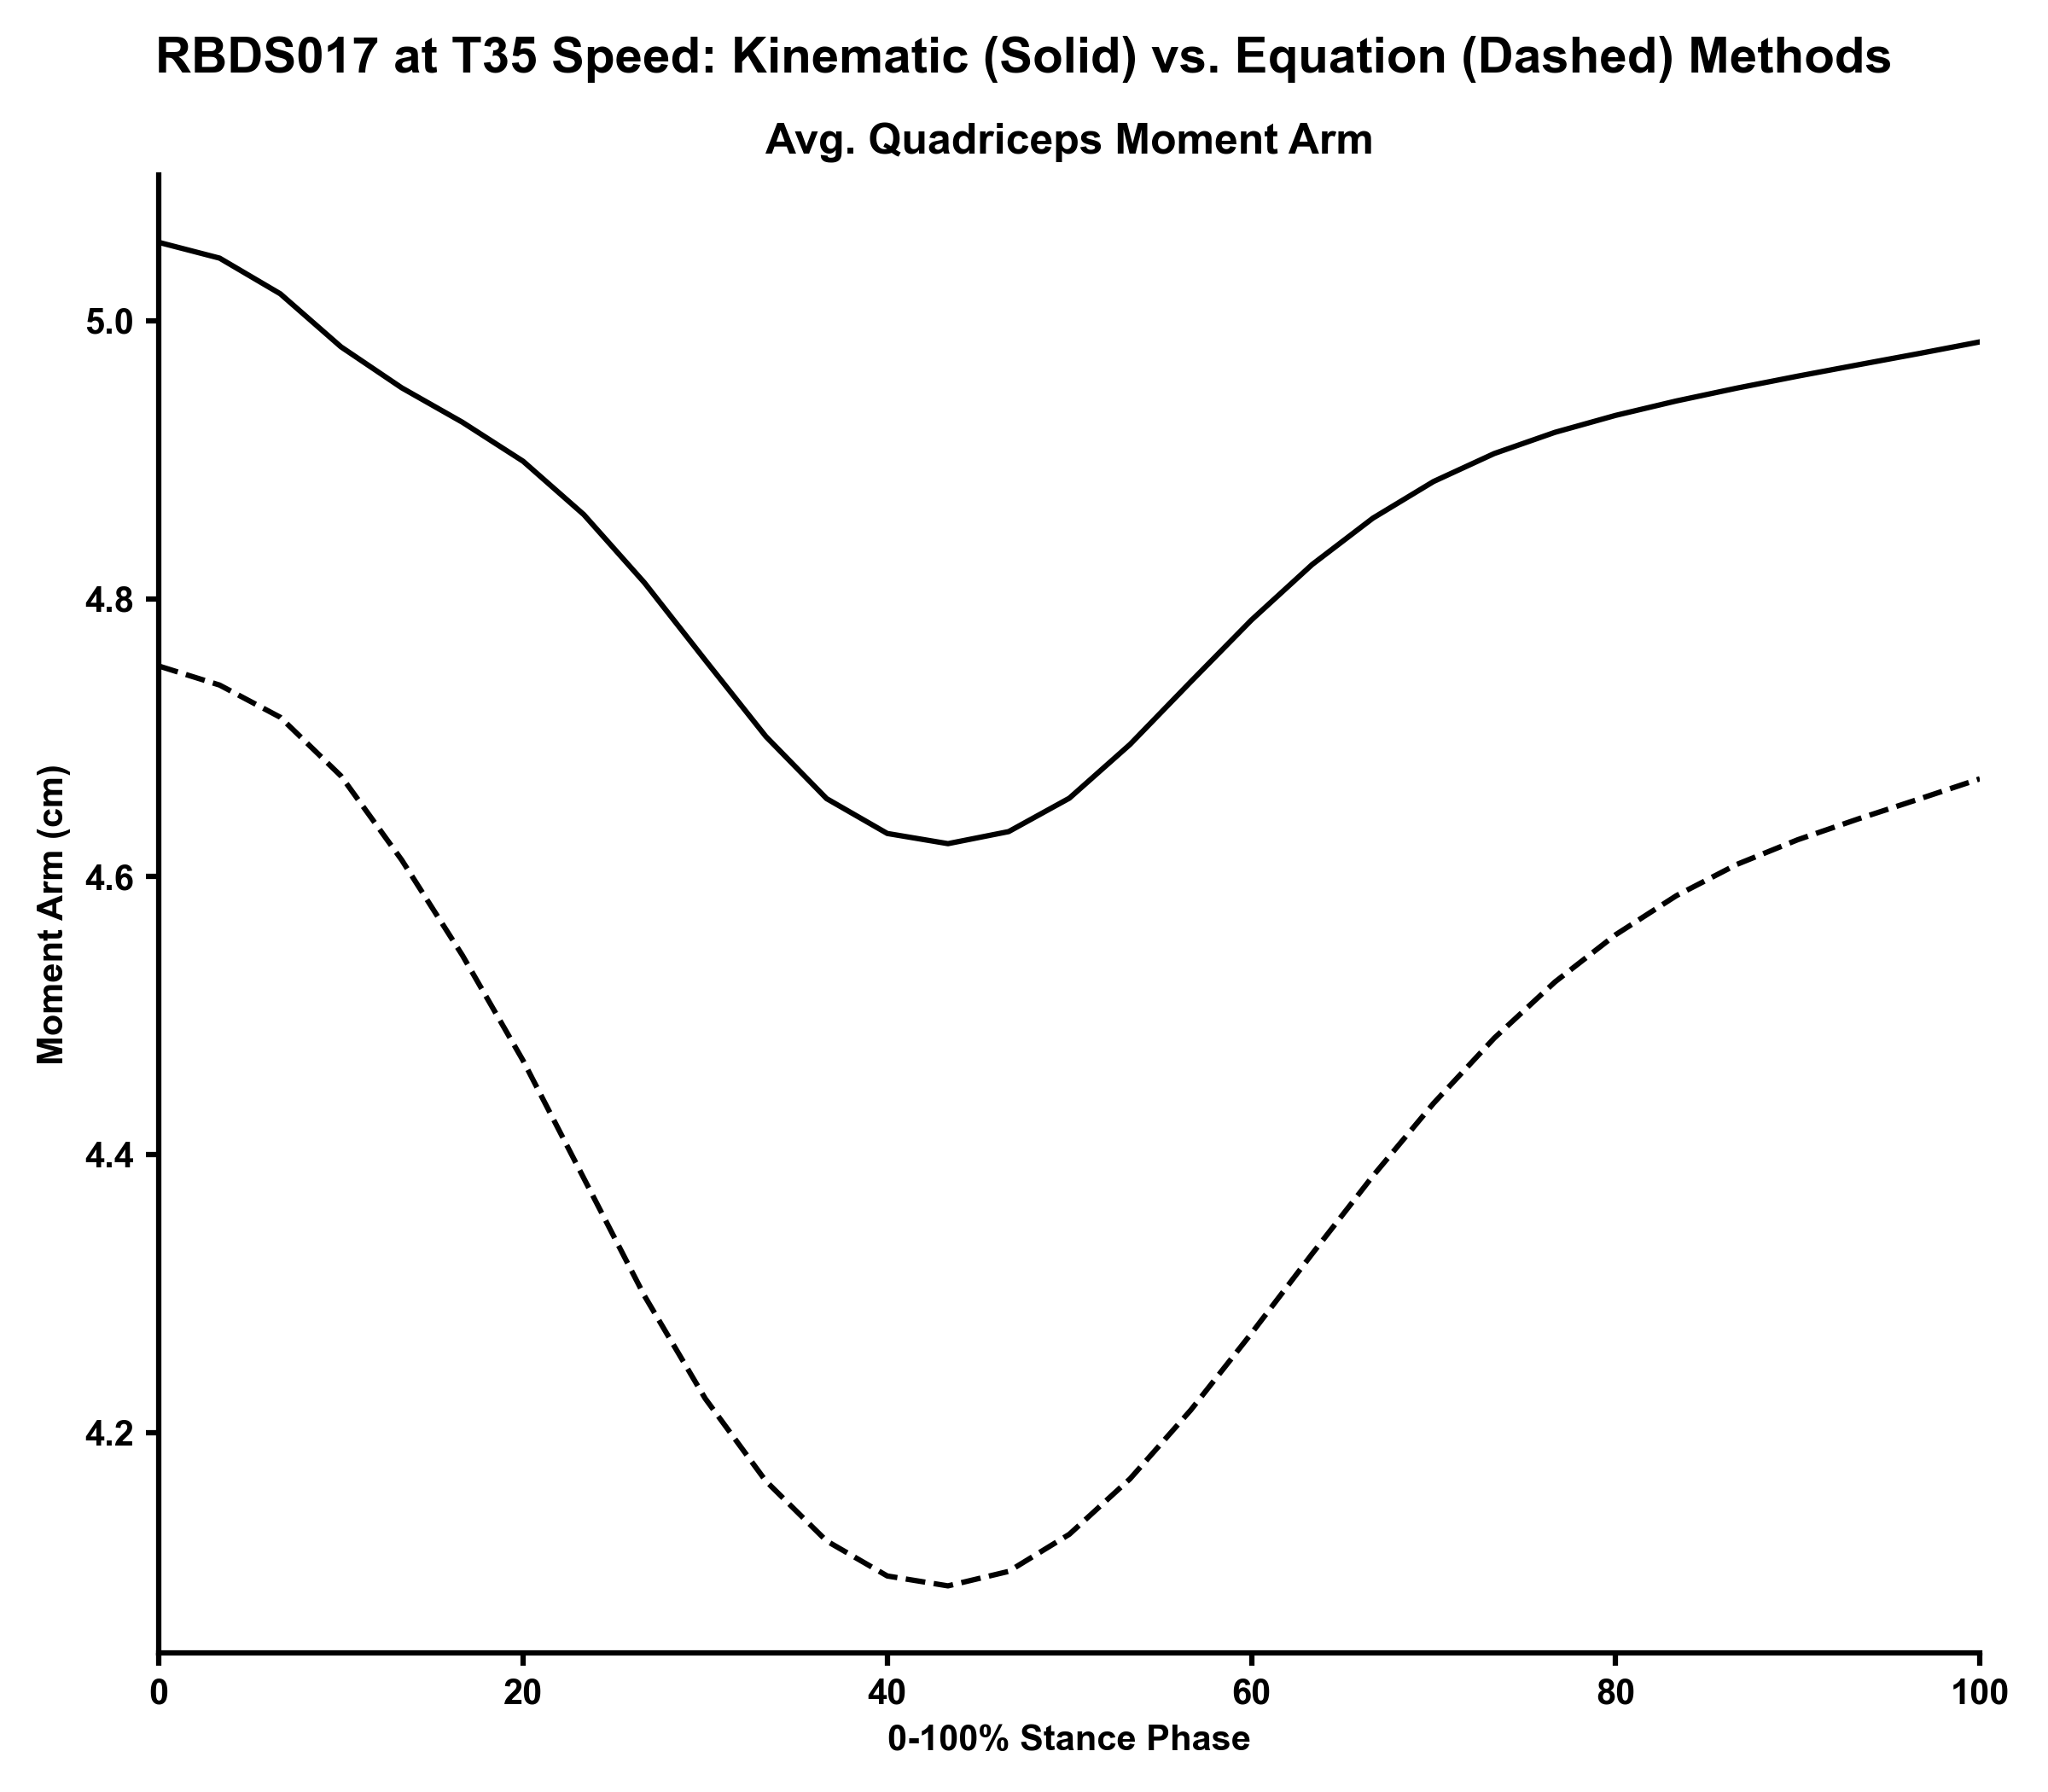 RBDS017 at T35 Speed: Kinematic (Solid) vs. Equation (Dashed) Methods
Avg. Quadriceps Moment Arm
5.0
4.8
4.6
4.4
4.2
Moment Arm (cm)
0 20 40 60 80 100
0-100% Stance Phase